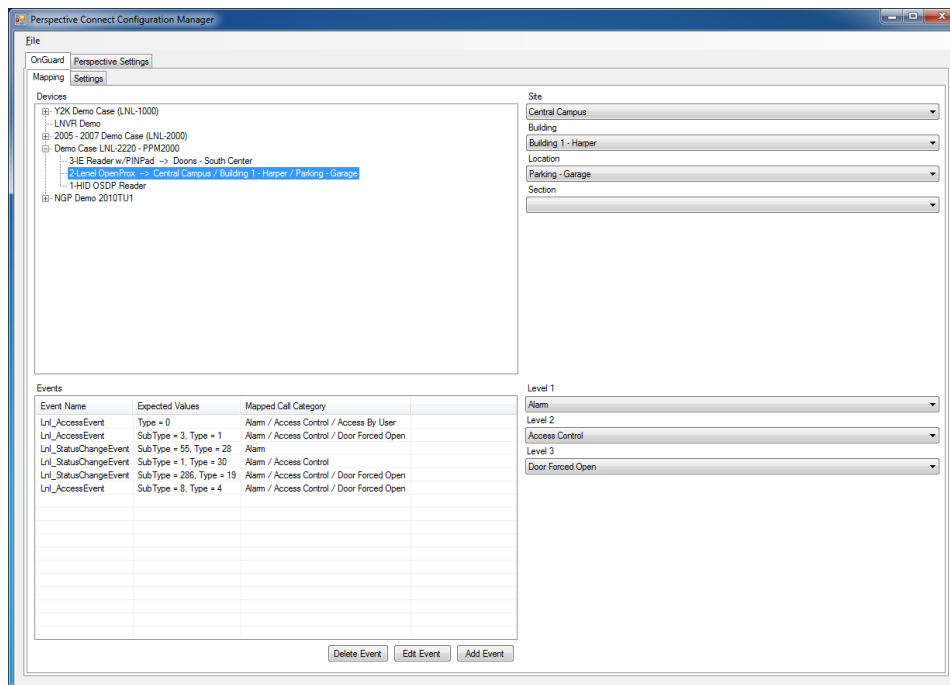 Perspective Connect Configuration Manager
File
OnGuard Perspective Settings
Mapping Settings
Devices
Y2K Demo Case (LNL-1000)
LNVR Demo
2005 - 2007 Demo Case (LNL-2000)
Demo Case LNL-2220 - PPM2000
3-IE Reader w/PINPad --> Doons - South Center
2-Lenel OpenProx --> Central Campus / Building 1 - Harper / Parking - Garage
1-HID OSDP Reader
NGP Demo 2010TU1
Site
Central Campus
Building
Building 1 - Harper
Location
Parking - Garage
Section
Events
Event Name Expected Values Mapped Call Category
Lnl_AccessEvent Type = 0 Alarm / Access Control / Access By User
Lnl_AccessEvent SubType = 3, Type = 1 Alarm / Access Control / Door Forced Open
Lnl_StatusChangeEvent SubType = 55, Type = 28 Alarm
Lnl_StatusChangeEvent SubType = 1, Type = 30 Alarm / Access Control
Lnl_StatusChangeEvent SubType = 286, Type = 19 Alarm / Access Control / Door Forced Open
Lnl_AccessEvent SubType = 8, Type = 4 Alarm / Access Control / Door Forced Open
Level 1
Alarm
Level 2
Access Control
Level 3
Door Forced Open
Delete Event Edit Event Add Event